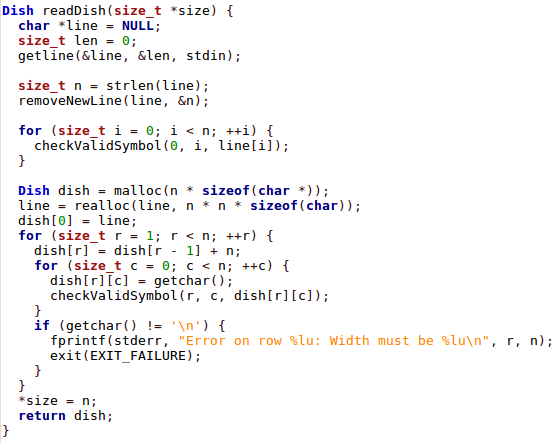 Dish readDish(size_t *size) {
  char *line = NULL;
  size_t len = 0;
  getline(&line, &len, stdin);

  size_t n = strlen(line);
  removeNewLine(line, &n);

  for (size_t i = 0; i < n; ++i) {
    checkValidSymbol(0, i, line[i]);
  }

  Dish dish = malloc(n * sizeof(char *));
  line = realloc(line, n * n * sizeof(char));
  dish[0] = line;
  for (size_t r = 1; r < n; ++r) {
    dish[r] = dish[r - 1] + n;
    for (size_t c = 0; c < n; ++c) {
      dish[r][c] = getchar();
      checkValidSymbol(r, c, dish[r][c]);
    }
    if (getchar() != '\n') {
      fprintf(stderr, "Error on row %lu: Width must be %lu\n", r, n);
      exit(EXIT_FAILURE);
    }
  }
  *size = n;
  return dish;
}